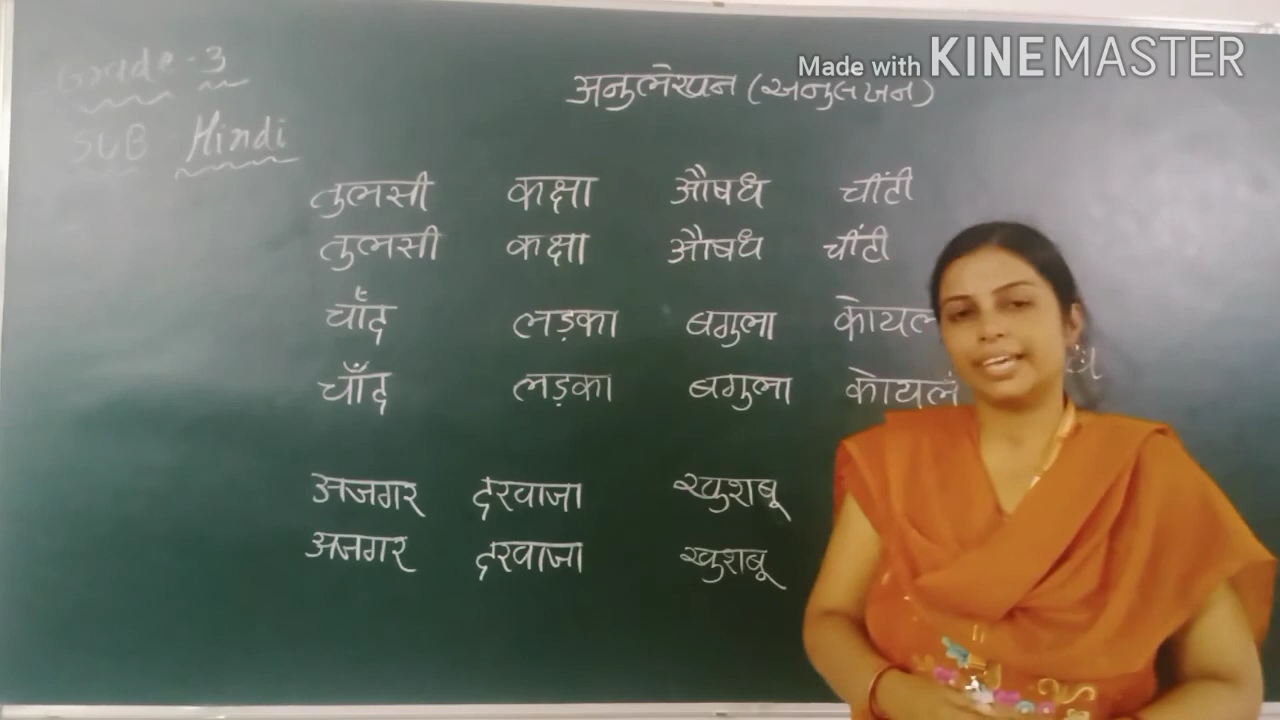 Made with KINEMASTER
Grade - 3
अनुलेखन (अनुलेखन)
SUB Hindi
तुलसी कक्षा औषध चींटी
तुलसी कक्षा औषध चींटी
चाँद लड़का बगुला कोयल
चाँद लड़का बगुला कोयल
अजगर दरवाजा खुशबू
अजगर दरवाजा खुशबू